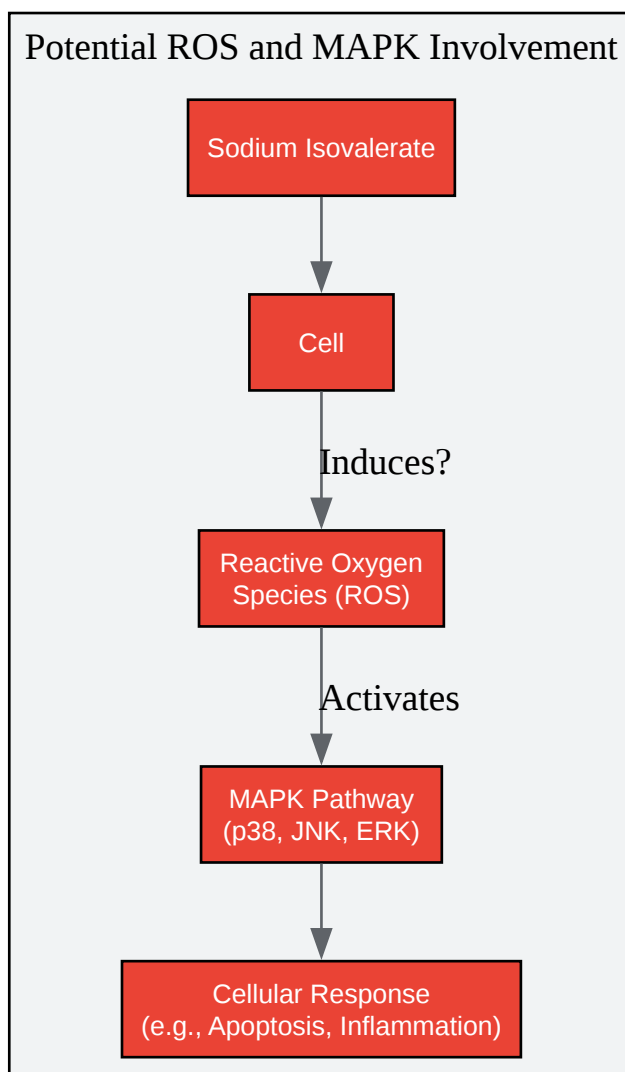 Potential ROS and MAPK Involvement
Sodium Isovalerate
Cell
Induces?
Reactive Oxygen
Species (ROS)
Activates
MAPK Pathway
(p38, JNK, ERK)
Cellular Response
(e.g., Apoptosis, Inflammation)